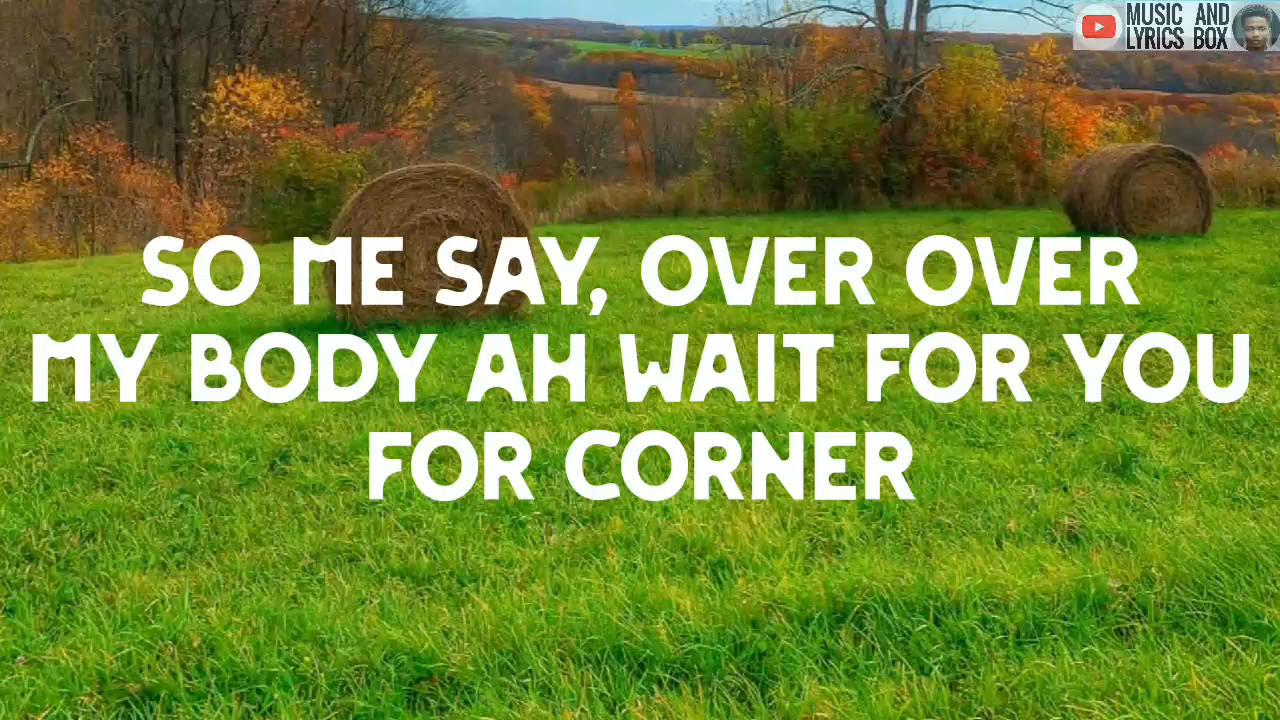 MUSIC AND
LYRICS BOX
SO ME SAY, OVER OVER
MY BODY AH WAIT FOR YOU
FOR CORNER